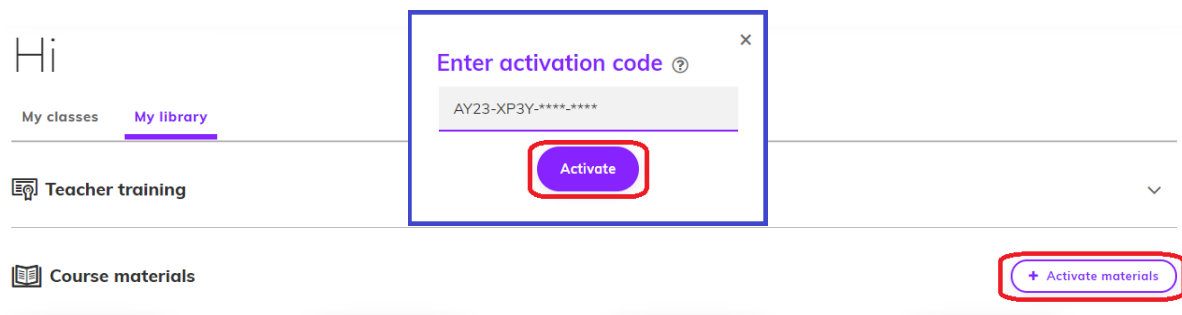 Hi
My classes My library
Teacher training
Course materials
+ Activate materials
×
Enter activation code ?
AY23-XP3Y-****-****
Activate